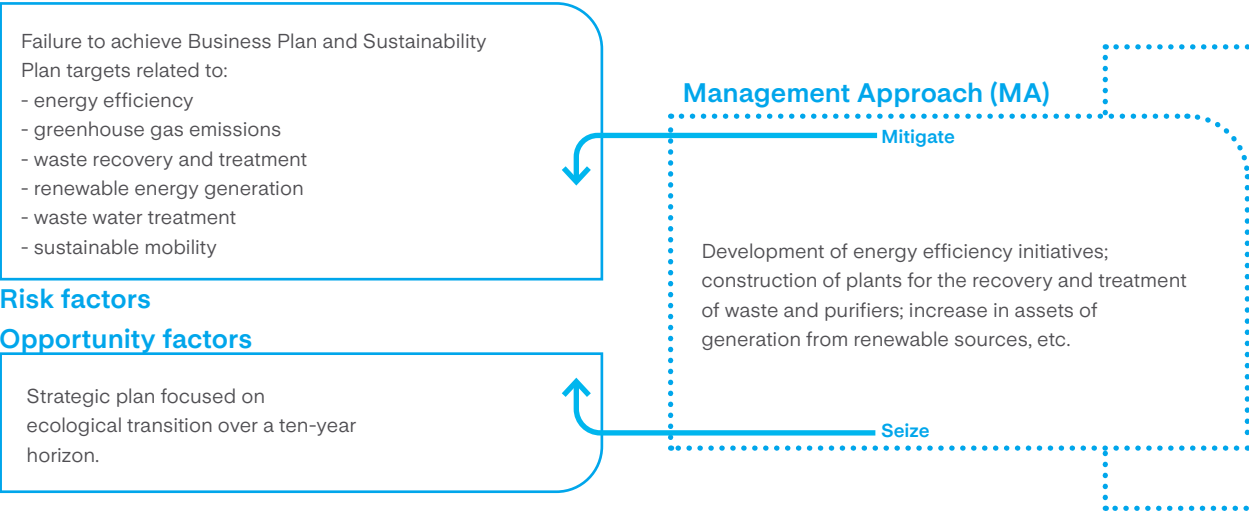 Failure to achieve Business Plan and Sustainability
Plan targets related to:
- energy efficiency
- greenhouse gas emissions
- waste recovery and treatment
- renewable energy generation
- waste water treatment
- sustainable mobility
Risk factors
Opportunity factors
Strategic plan focused on
ecological transition over a ten-year
horizon.
Management Approach (MA)
Mitigate
Development of energy efficiency initiatives;
construction of plants for the recovery and treatment
of waste and purifiers; increase in assets of
generation from renewable sources, etc.
Seize